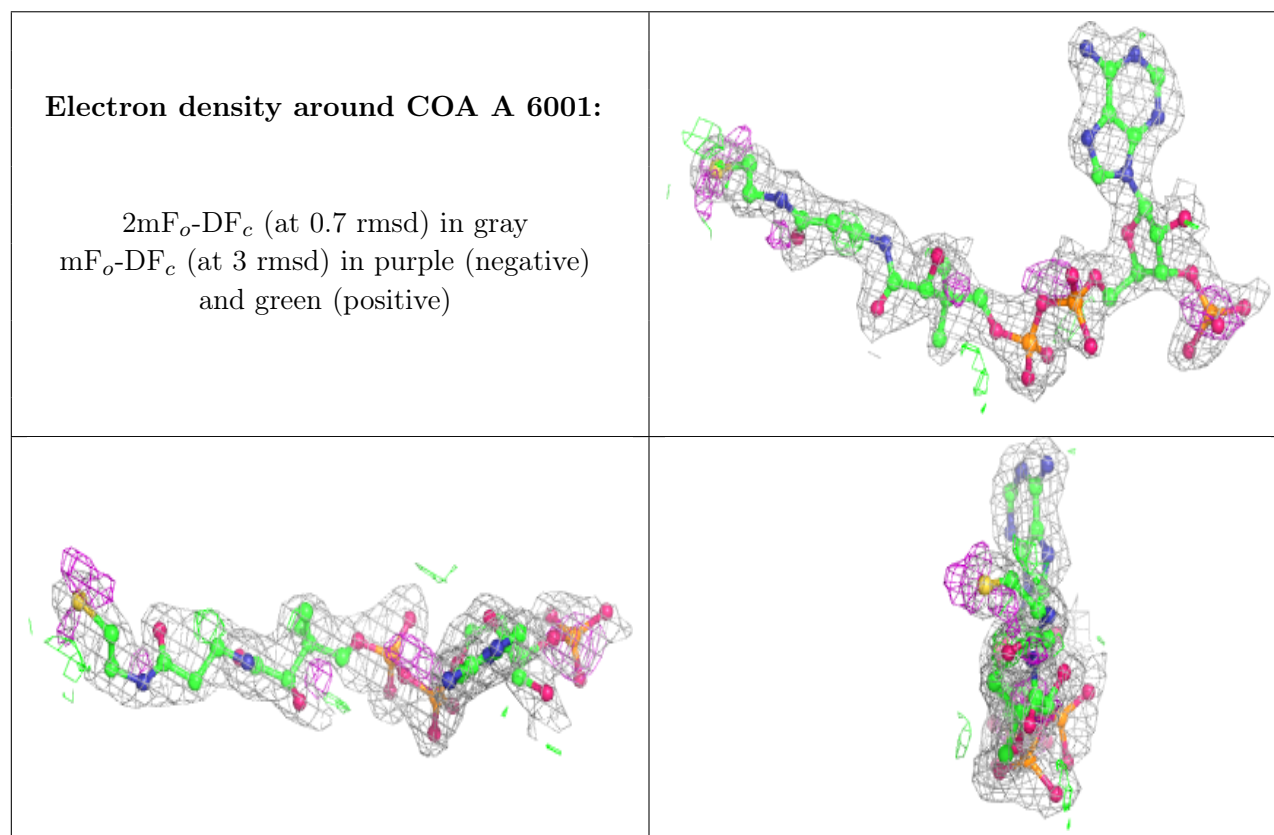 Electron density around COA A 6001:
2mFo-DFc (at 0.7 rmsd) in gray
mFo-DFc (at 3 rmsd) in purple (negative)
and green (positive)